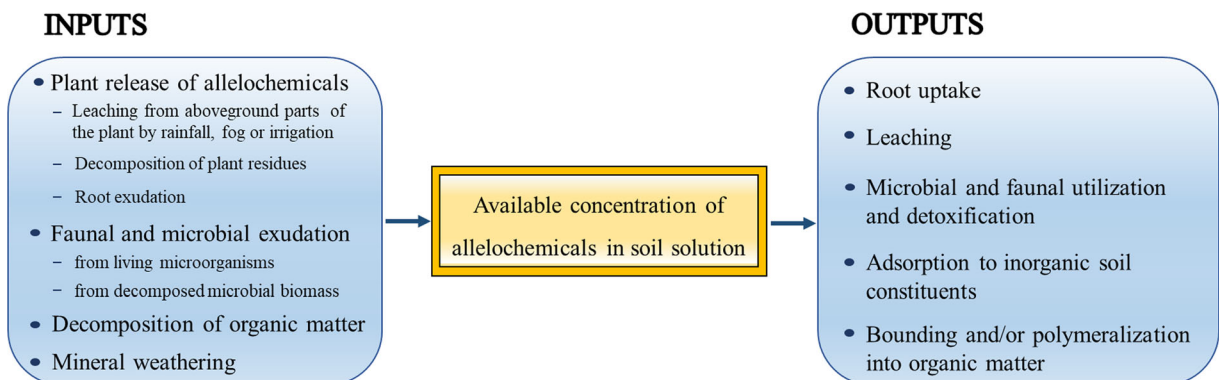 INPUTS
• Plant release of allelochemicals
– Leaching from aboveground parts of
the plant by rainfall, fog or irrigation
– Decomposition of plant residues
– Root exudation
• Faunal and microbial exudation
– from living microorganisms
– from decomposed microbial biomass
• Decomposition of organic matter
• Mineral weathering
Available concentration of
allelochemicals in soil solution
OUTPUTS
• Root uptake
• Leaching
• Microbial and faunal utilization
and detoxification
• Adsorption to inorganic soil
constituents
• Bounding and/or polymeralization
into organic matter